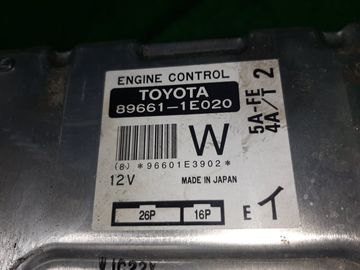 ENGINE CONTROL
TOYOTA
89661-1E020
5A-FE
4A/T
2
W
(8) *96601E3902*
12V
MADE IN JAPAN
26P
16P
E イ